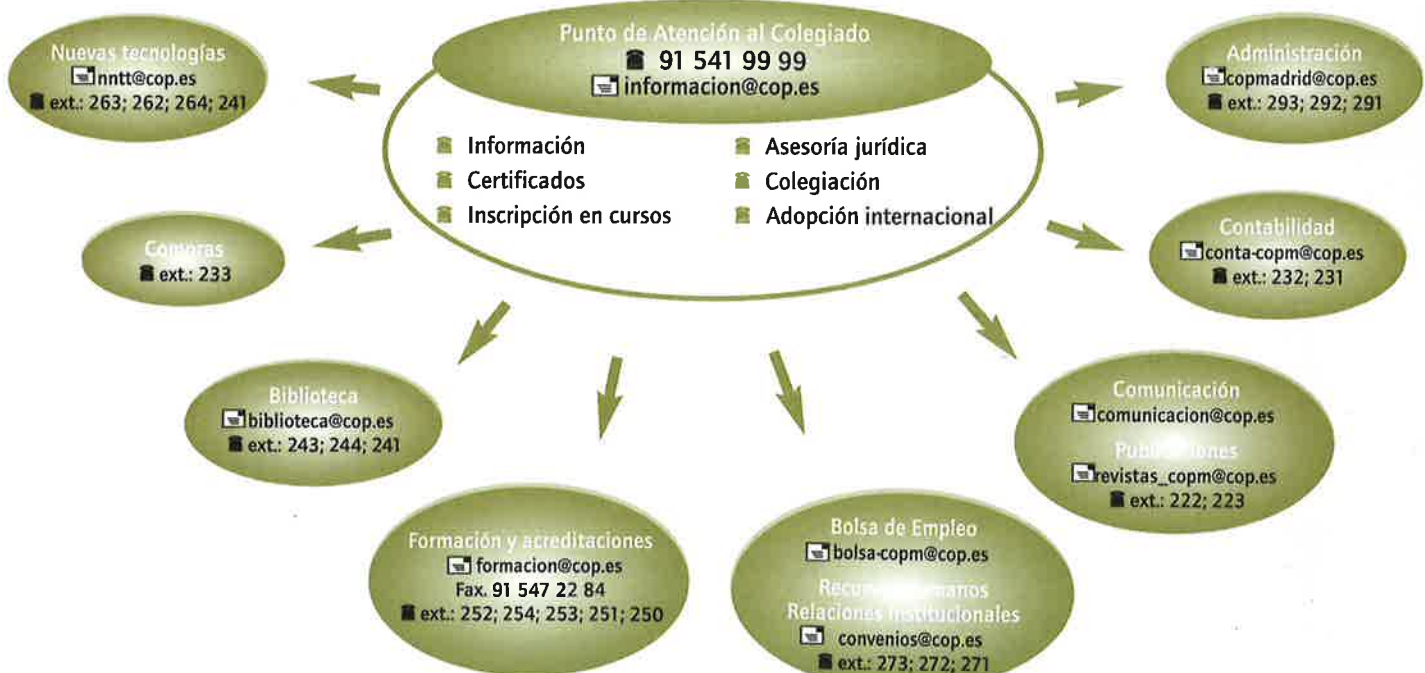 Punto de Atención al Colegiado
91 541 99 99
informacion@cop.es
Información
Certificados
Inscripción en cursos
Asesoría jurídica
Colegiación
Adopción internacional
Nuevas tecnologías
nntt@cop.es
ext.: 263; 262; 264; 241
Compras
ext.: 233
Biblioteca
biblioteca@cop.es
ext.: 243; 244; 241
Formación y acreditaciones
formacion@cop.es
Fax. 91 547 22 84
ext.: 252; 254; 253; 251; 250
Bolsa de Empleo
bolsa-copm@cop.es
Recursos Humanos
Relaciones Institucionales
convenios@cop.es
ext.: 273; 272; 271
Comunicación
comunicacion@cop.es
Publicaciones
revistas_copm@cop.es
ext.: 222; 223
Contabilidad
conta-copm@cop.es
ext.: 232; 231
Administración
copmadrid@cop.es
ext.: 293; 292; 291